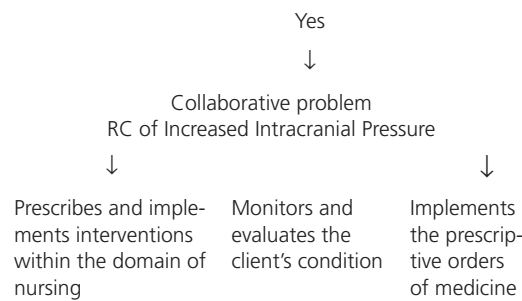 Yes
↓
Collaborative problem
RC of Increased Intracranial Pressure
↓ ↓
Prescribes and imple-
ments interventions
within the domain of
nursing
Monitors and
evaluates the
client’s condition
Implements
the prescrip-
tive orders
of medicine